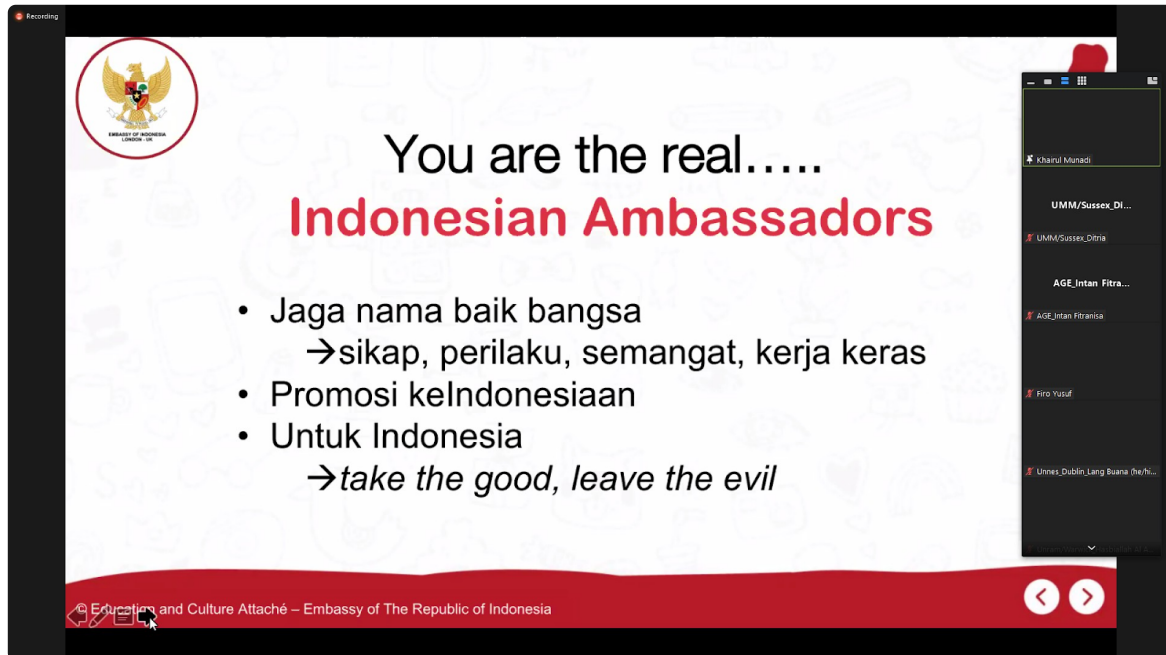 Recording
EMBASSY OF INDONESIA
LONDON - UK
You are the real.....
Indonesian Ambassadors
• Jaga nama baik bangsa
→sikap, perilaku, semangat, kerja keras
• Promosi keIndonesiaan
• Untuk Indonesia
→take the good, leave the evil
© Education and Culture Attaché – Embassy of The Republic of Indonesia
Khairul Munadi
UMM/Sussex_Di...
UMM/Sussex_Ditria
AGE_Intan Fitra...
AGE_Intan Fitranisa
Firo Yusuf
Unnes_Dublin_Lang Buana (he/hi...